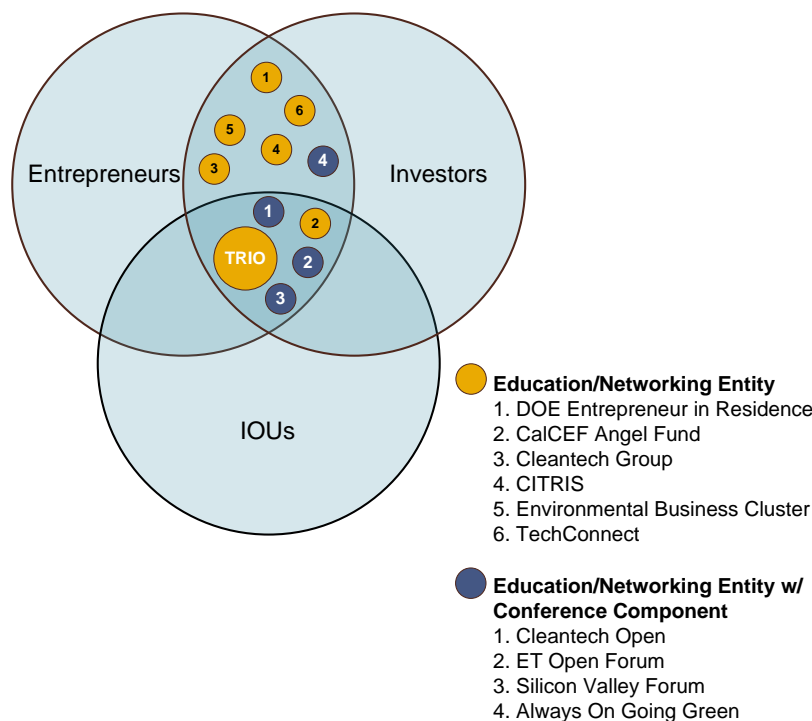 1
6
5
4
4
3
Entrepreneurs
Investors
1
2
TRIO
2
3
IOUs
Education/Networking Entity
1. DOE Entrepreneur in Residence
2. CalCEF Angel Fund
3. Cleantech Group
4. CITRIS
5. Environmental Business Cluster
6. TechConnect
Education/Networking Entity w/
Conference Component
1. Cleantech Open
2. ET Open Forum
3. Silicon Valley Forum
4. Always On Going Green